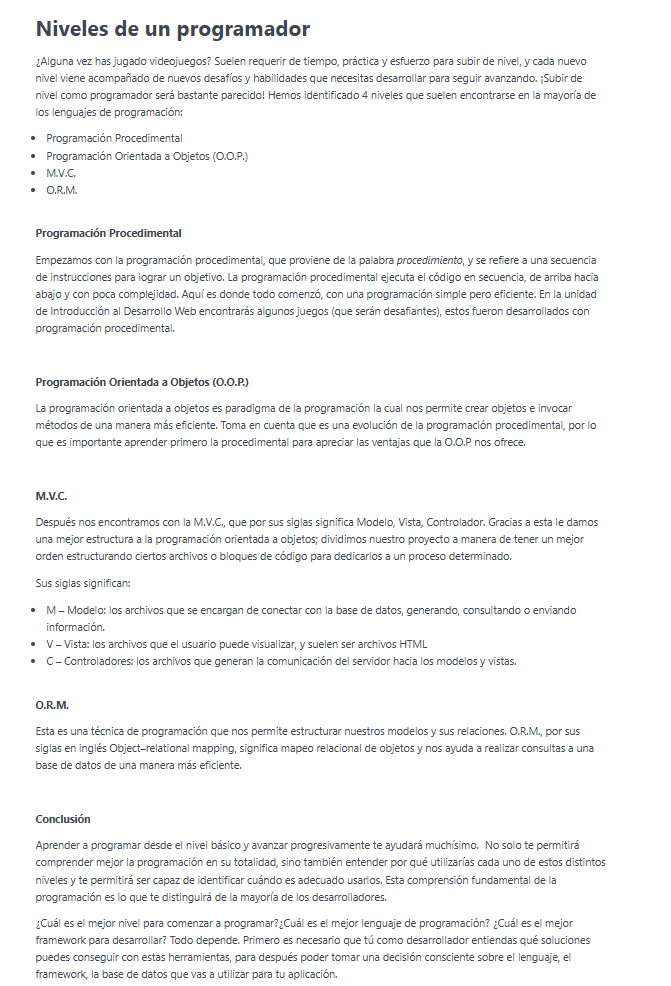 Niveles de un programador
¿Alguna vez has jugado videojuegos? Suelen requerir de tiempo, práctica y esfuerzo para subir de nivel, y cada nuevo
nivel viene acompañado de nuevos desafíos y habilidades que necesitas desarrollar para seguir avanzando. ¡Subir de
nivel como programador será bastante parecido! Hemos identificado 4 niveles que suelen encontrarse en la mayoría de
los lenguajes de programación:
• Programación Procedimental
• Programación Orientada a Objetos (O.O.P.)
• M.V.C.
• O.R.M.
Programación Procedimental
Empezamos con la programación procedimental, que proviene de la palabra procedimiento, y se refiere a una secuencia
de instrucciones para lograr un objetivo. La programación procedimental ejecuta el código en secuencia, de arriba hacia
abajo y con poca complejidad. Aquí es donde todo comenzó, con una programación simple pero eficiente. En la unidad
de Introducción al Desarrollo Web encontrarás algunos juegos (que serán desafiantes), estos fueron desarrollados con
programación procedimental.
Programación Orientada a Objetos (O.O.P.)
La programación orientada a objetos es paradigma de la programación la cual nos permite crear objetos e invocar
métodos de una manera más eficiente. Toma en cuenta que es una evolución de la programación procedimental, por lo
que es importante aprender primero la procedimental para apreciar las ventajas que la O.O.P nos ofrece.
M.V.C.
Después nos encontramos con la M.V.C., que por sus siglas significa Modelo, Vista, Controlador. Gracias a esta le damos
una mejor estructura a la programación orientada a objetos; dividimos nuestro proyecto a manera de tener un mejor
orden estructurando ciertos archivos o bloques de código para dedicarlos a un proceso determinado.
Sus siglas significan:
• M – Modelo: los archivos que se encargan de conectar con la base de datos, generando, consultando o enviando
información.
• V – Vista: los archivos que el usuario puede visualizar, y suelen ser archivos HTML
• C – Controladores: los archivos que generan la comunicación del servidor hacia los modelos y vistas.
O.R.M.
Esta es una técnica de programación que nos permite estructurar nuestros modelos y sus relaciones. O.R.M., por sus
siglas en inglés Object–relational mapping, significa mapeo relacional de objetos y nos ayuda a realizar consultas a una
base de datos de una manera más eficiente.
Conclusión
Aprender a programar desde el nivel básico y avanzar progresivamente te ayudará muchísimo.  No solo te permitirá
comprender mejor la programación en su totalidad, sino también entender por qué utilizarías cada uno de estos distintos
niveles y te permitirá ser capaz de identificar cuándo es adecuado usarlos. Esta comprensión fundamental de la
programación es lo que te distinguirá de la mayoría de los desarrolladores.
¿Cuál es el mejor nivel para comenzar a programar?¿Cuál es el mejor lenguaje de programación? ¿Cuál es el mejor
framework para desarrollar? Todo depende. Primero es necesario que tú como desarrollador entiendas qué soluciones
puedes conseguir con estas herramientas, para después poder tomar una decisión consciente sobre el lenguaje, el
framework, la base de datos que vas a utilizar para tu aplicación.